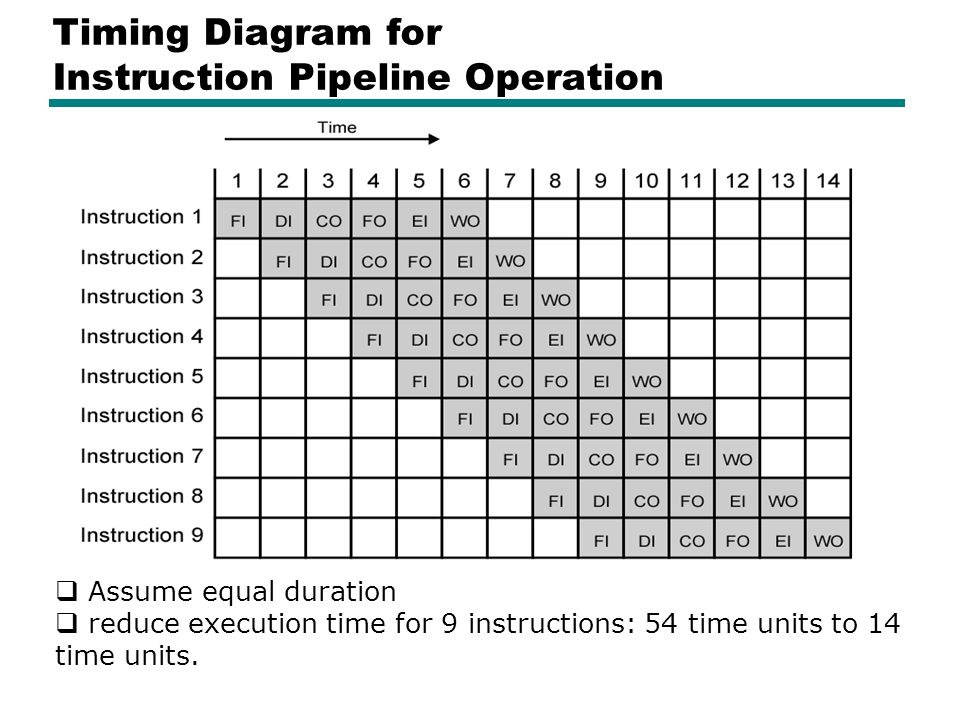 Timing Diagram for
Instruction Pipeline Operation
Time
1 2 3 4 5 6 7 8 9 10 11 12 13 14
Instruction 1 FI DI CO FO EI WO
Instruction 2 FI DI CO FO EI WO
Instruction 3 FI DI CO FO EI WO
Instruction 4 FI DI CO FO EI WO
Instruction 5 FI DI CO FO EI WO
Instruction 6 FI DI CO FO EI WO
Instruction 7 FI DI CO FO EI WO
Instruction 8 FI DI CO FO EI WO
Instruction 9 FI DI CO FO EI WO
❑ Assume equal duration
❑ reduce execution time for 9 instructions: 54 time units to 14
time units.